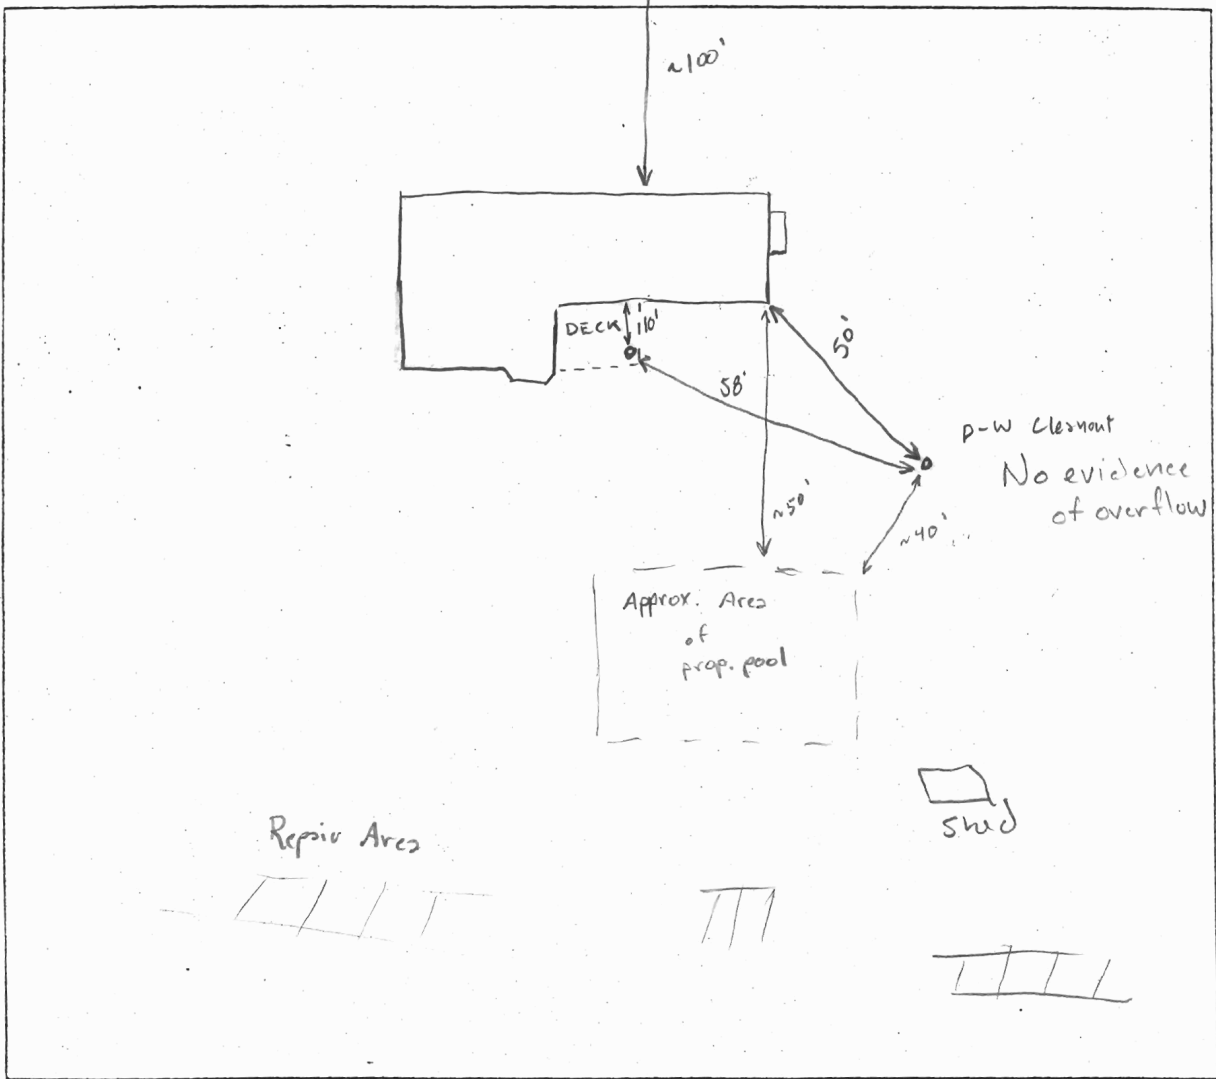 ~100'
DECK
10'
50'
58'
D-W Cleanout
No evidence
of overflow
~50'
~40'
Approx. Area
of
prop. pool
Shed
Repair Area